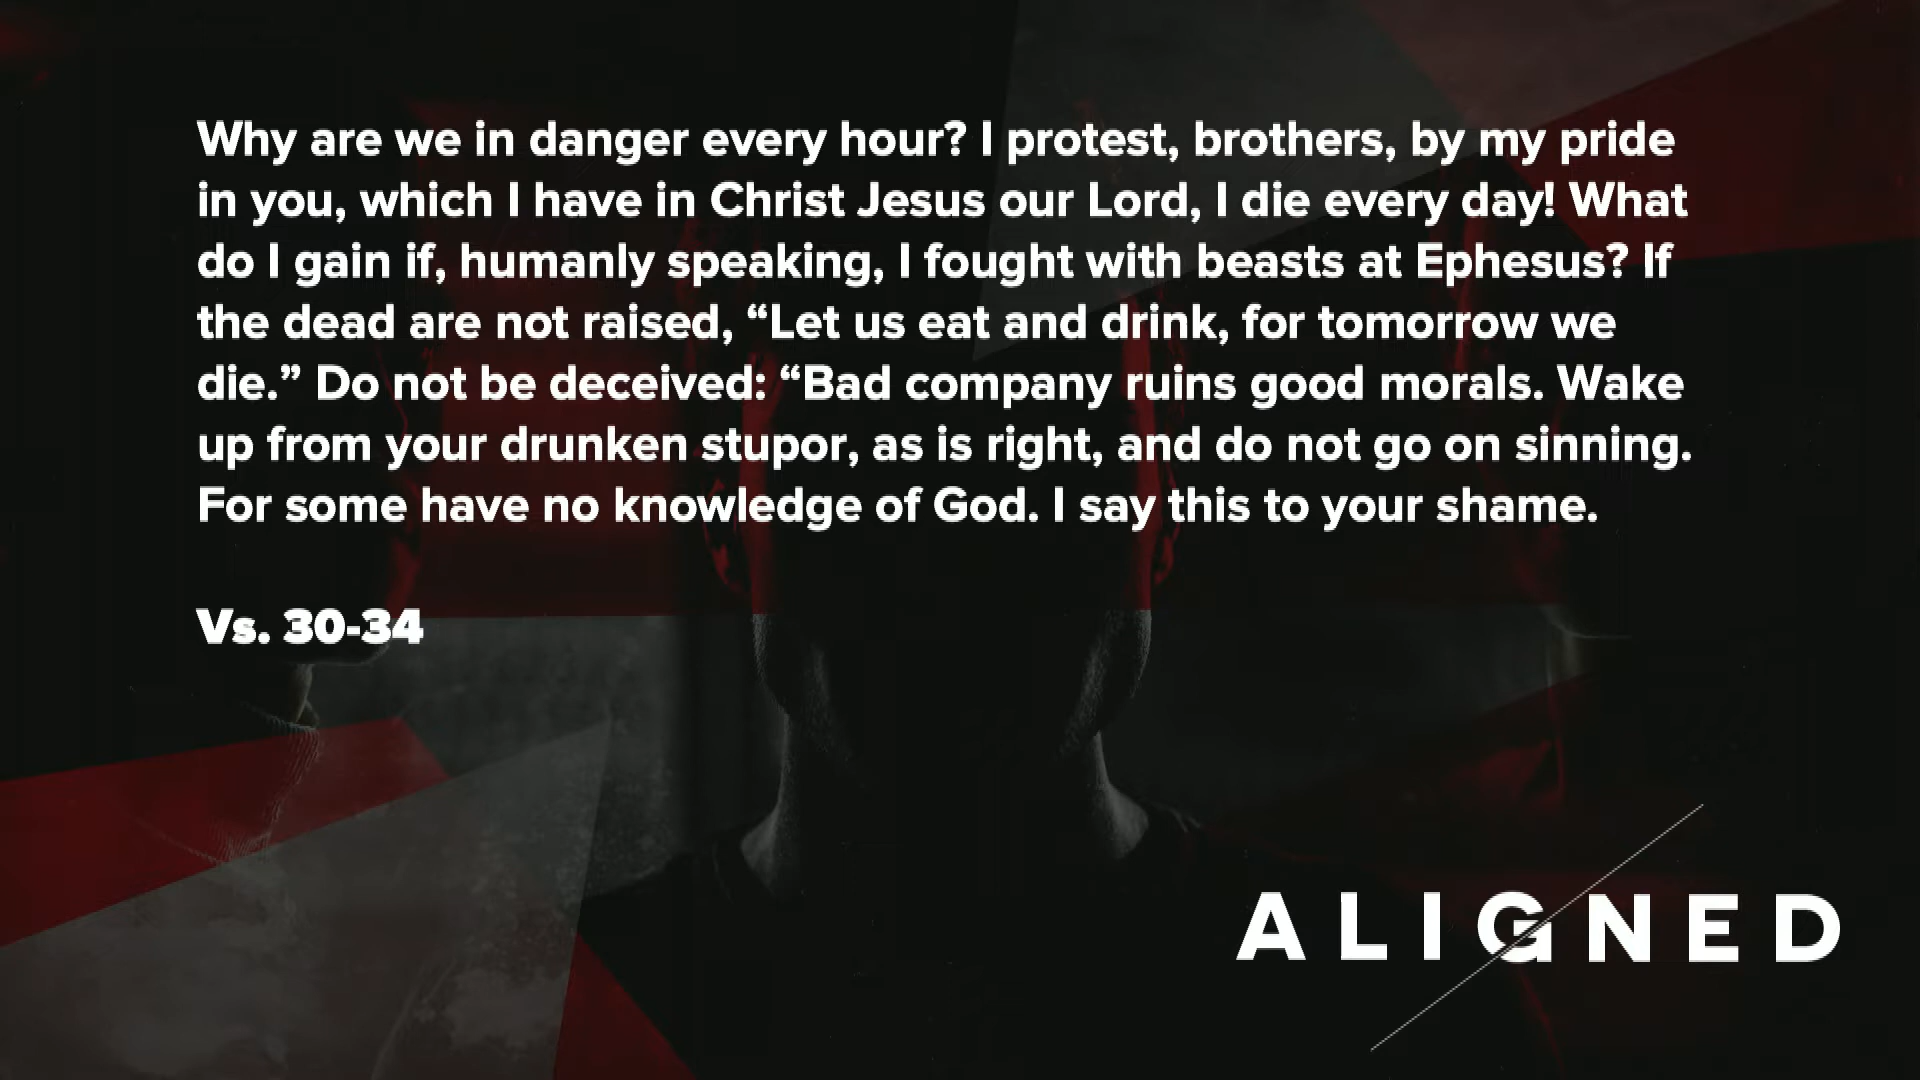 Why are we in danger every hour? I protest, brothers, by my pride
in you, which I have in Christ Jesus our Lord, I die every day! What
do I gain if, humanly speaking, I fought with beasts at Ephesus? If
the dead are not raised, “Let us eat and drink, for tomorrow we
die.” Do not be deceived: “Bad company ruins good morals. Wake
up from your drunken stupor, as is right, and do not go on sinning.
For some have no knowledge of God. I say this to your shame.
Vs. 30-34
ALIGNED